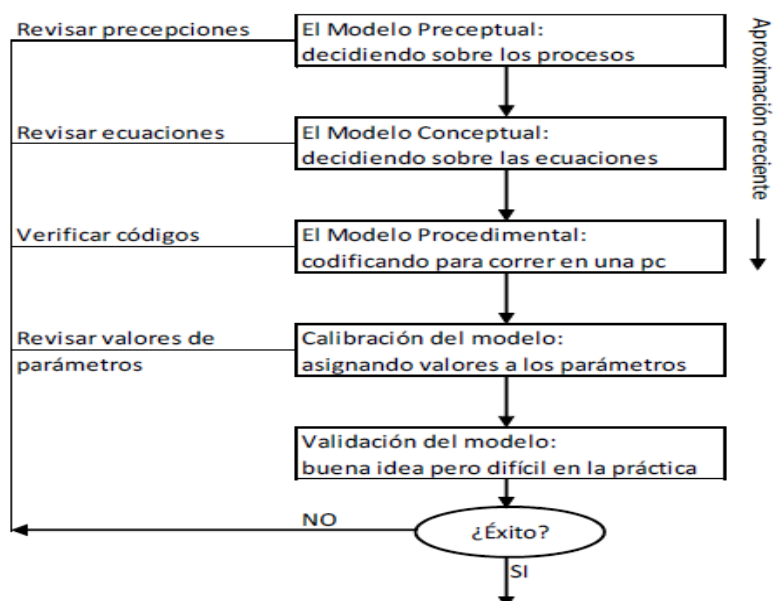 Revisar precepciones
El Modelo Preceptual:
decidiendo sobre los procesos
Revisar ecuaciones
El Modelo Conceptual:
decidiendo sobre las ecuaciones
Verificar códigos
El Modelo Procedimental:
codificando para correr en una pc
Revisar valores de
parámetros
Calibración del modelo:
asignando valores a los parámetros
Validación del modelo:
buena idea pero difícil en la práctica
¿Éxito?
NO
SI
Aproximación creciente